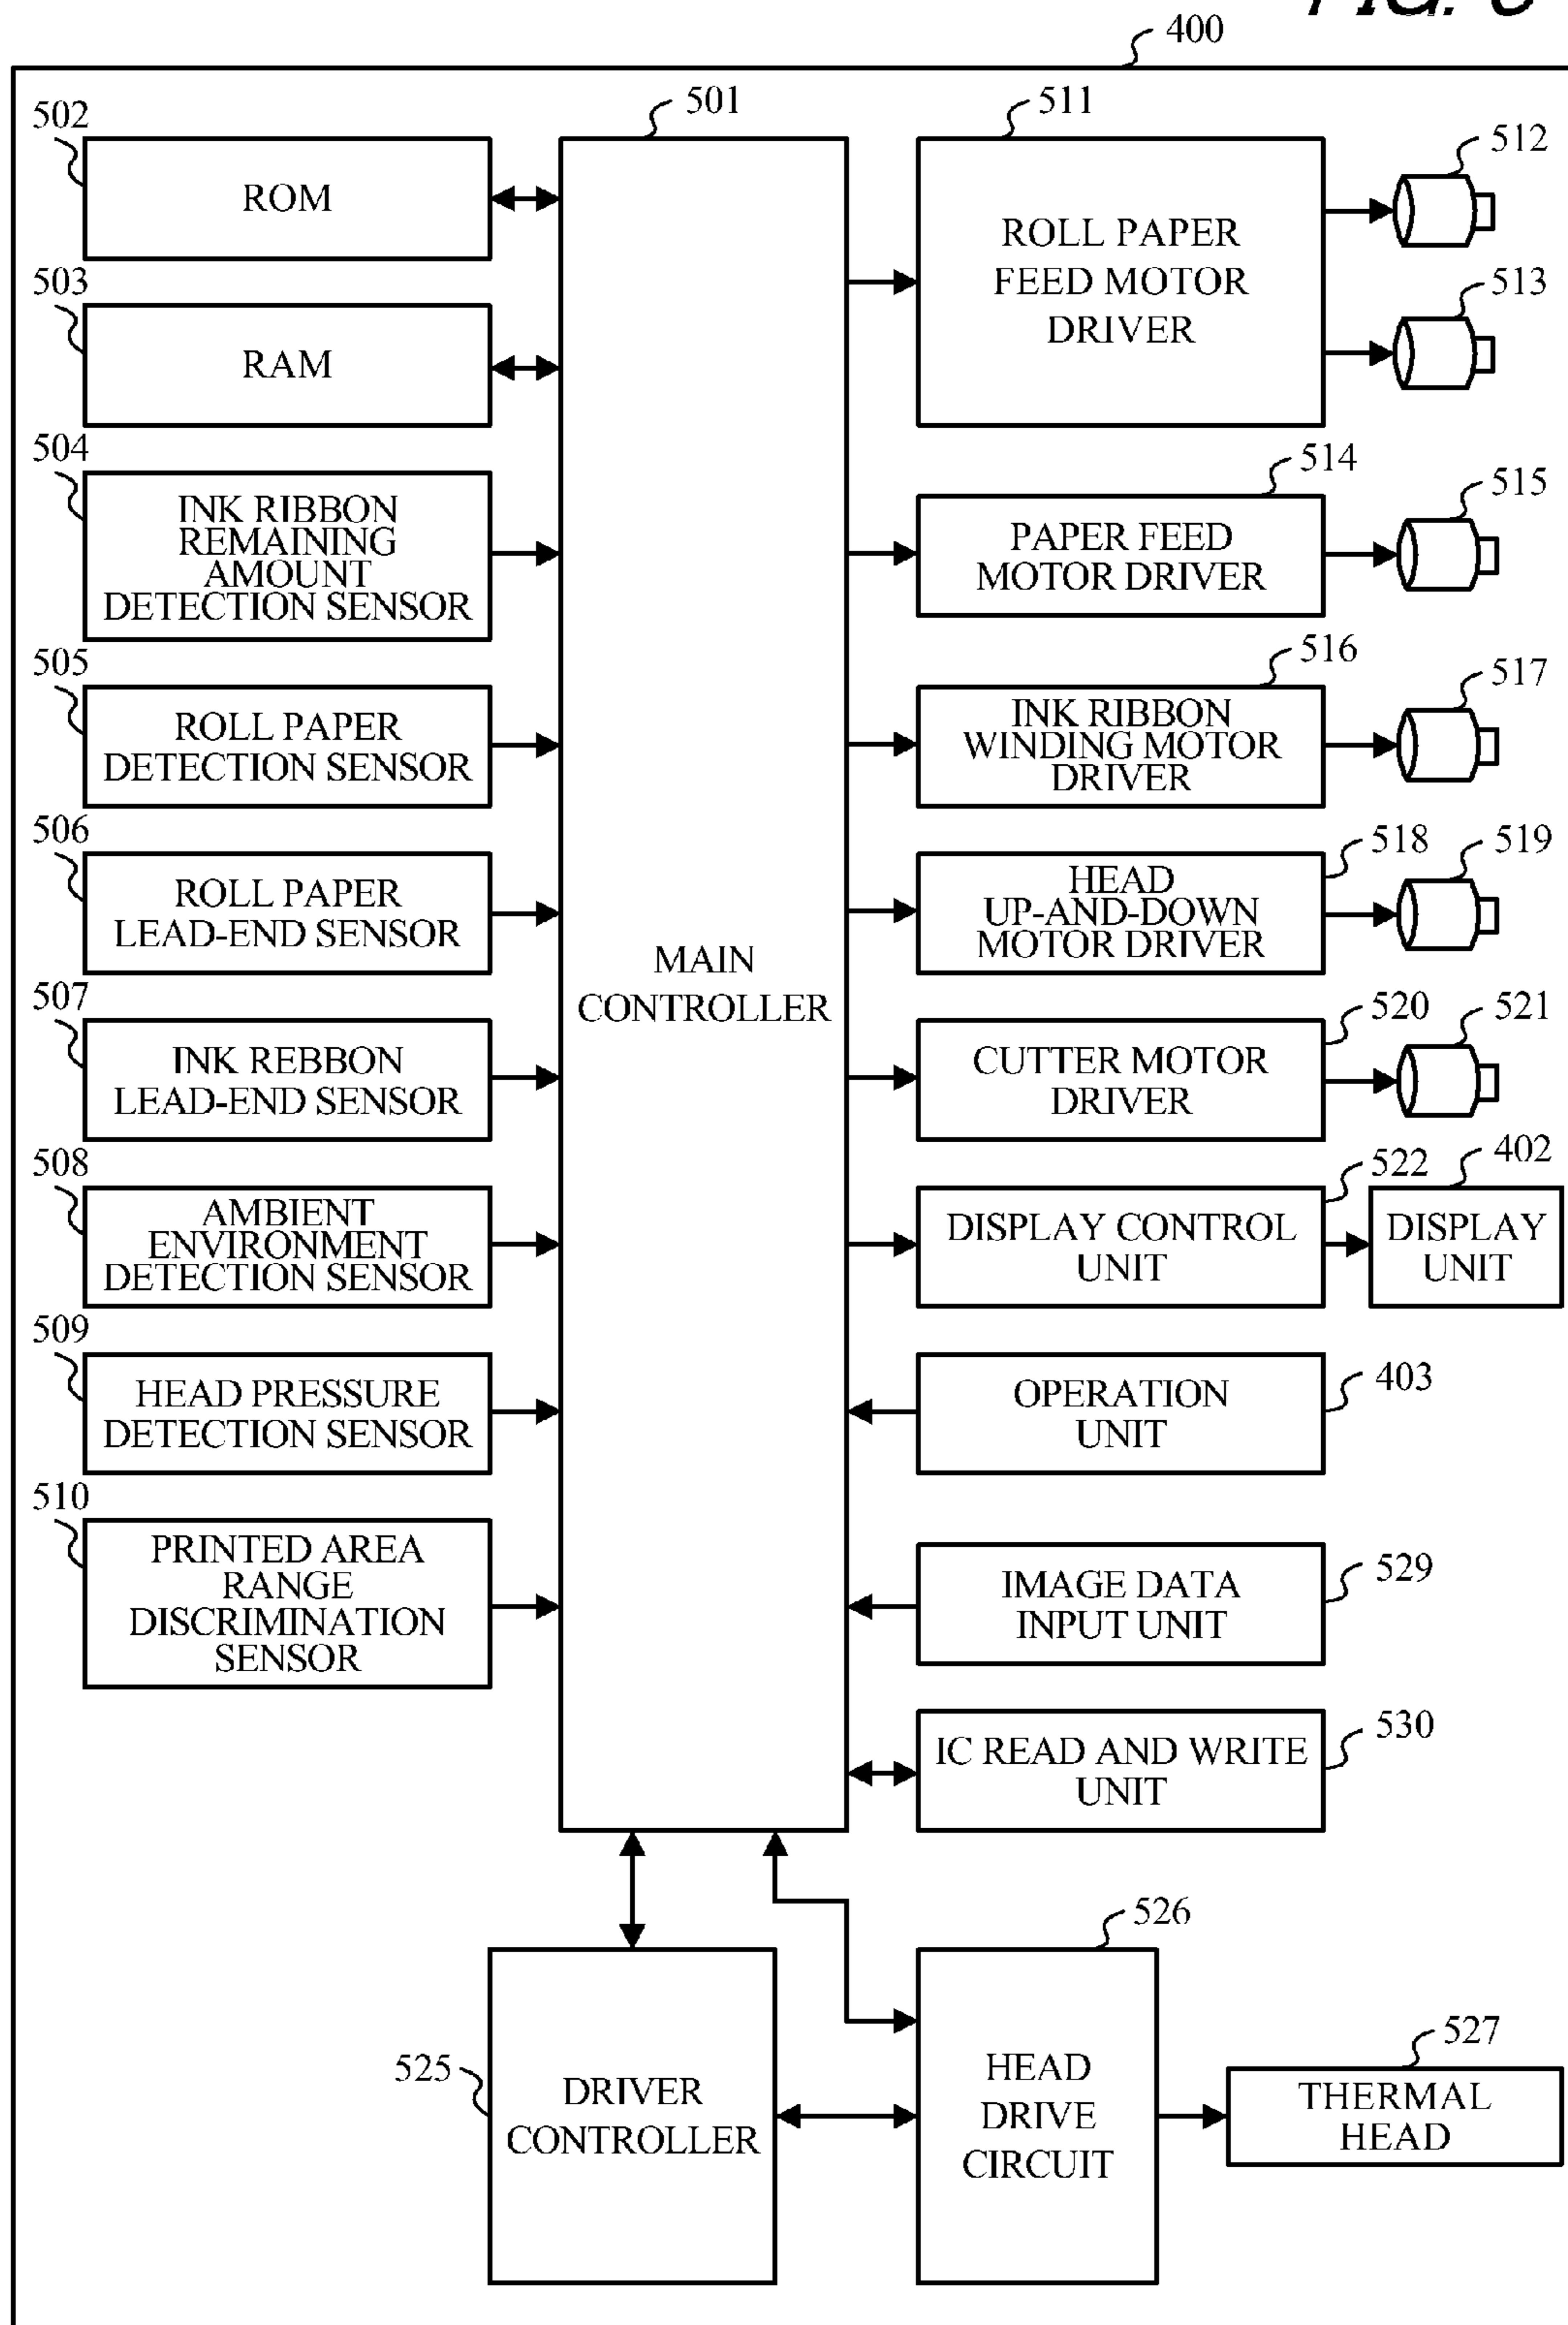 400
502
501
511
512
ROM
ROLL PAPER
FEED MOTOR
DRIVER
503
513
RAM
504
514
515
INK RIBBON
REMAINING
AMOUNT
DETECTION SENSOR
PAPER FEED
MOTOR DRIVER
505
516
517
ROLL PAPER
DETECTION SENSOR
INK RIBBON
WINDING MOTOR
DRIVER
506
518
519
ROLL PAPER
LEAD-END SENSOR
HEAD
UP-AND-DOWN
MOTOR DRIVER
MAIN
CONTROLLER
507
520
521
INK REBBON
LEAD-END SENSOR
CUTTER MOTOR
DRIVER
508
522
402
AMBIENT
ENVIRONMENT
DETECTION SENSOR
DISPLAY CONTROL
UNIT
DISPLAY
UNIT
509
403
HEAD PRESSURE
DETECTION SENSOR
OPERATION
UNIT
510
529
PRINTED AREA
RANGE
DISCRIMINATION
SENSOR
IMAGE DATA
INPUT UNIT
530
IC READ AND WRITE
UNIT
526
525
527
DRIVER
CONTROLLER
HEAD
DRIVE
CIRCUIT
THERMAL
HEAD